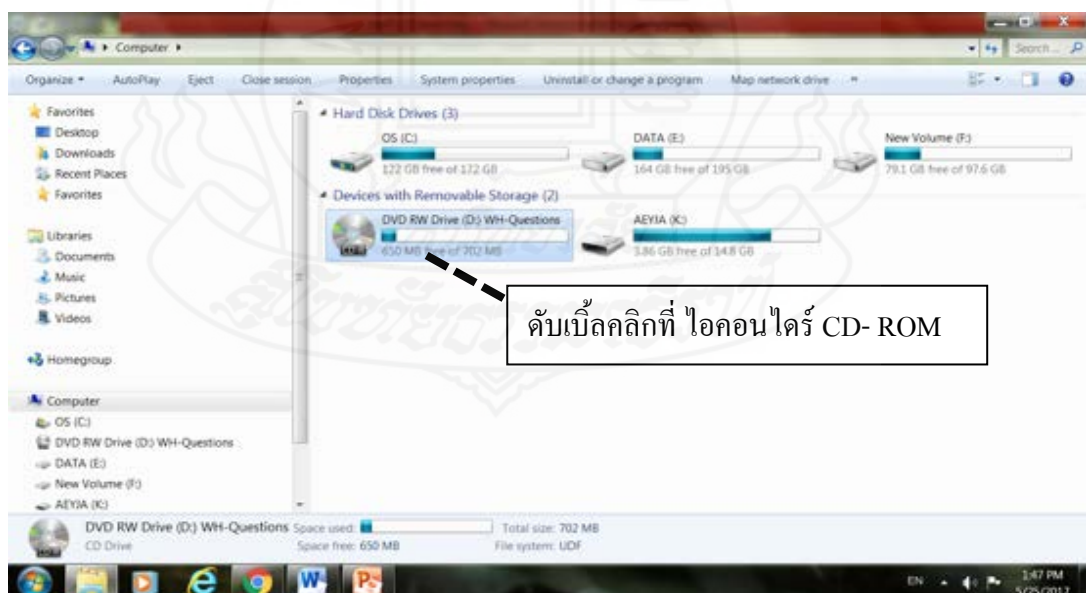 Computer
Search ...
Organize AutoPlay Eject Close session Properties System properties Uninstall or change a program Map network drive »
Favorites
Desktop
Downloads
Recent Places
Favorites
Libraries
Documents
Music
Pictures
Videos
Homegroup
Computer
OS (C:)
DVD RW Drive (D:) WH-Questions
DATA (E:)
New Volume (F:)
AEYIA (K:)
Hard Disk Drives (3)
OS (C:)
122 GB free of 172 GB
DATA (E:)
164 GB free of 195 GB
New Volume (F:)
79.1 GB free of 97.6 GB
Devices with Removable Storage (2)
DVD RW Drive (D:) WH-Questions
650 MB free of 702 MB
AEYIA (K:)
3.86 GB free of 14.8 GB
ดับเบิ้ลคลิกที่ ไอคอนไดร์ CD- ROM
DVD RW Drive (D:) WH-Questions Space used: Total size: 702 MB
CD Drive Space free: 650 MB File system: UDF
EN
1:47 PM
5/25/2017